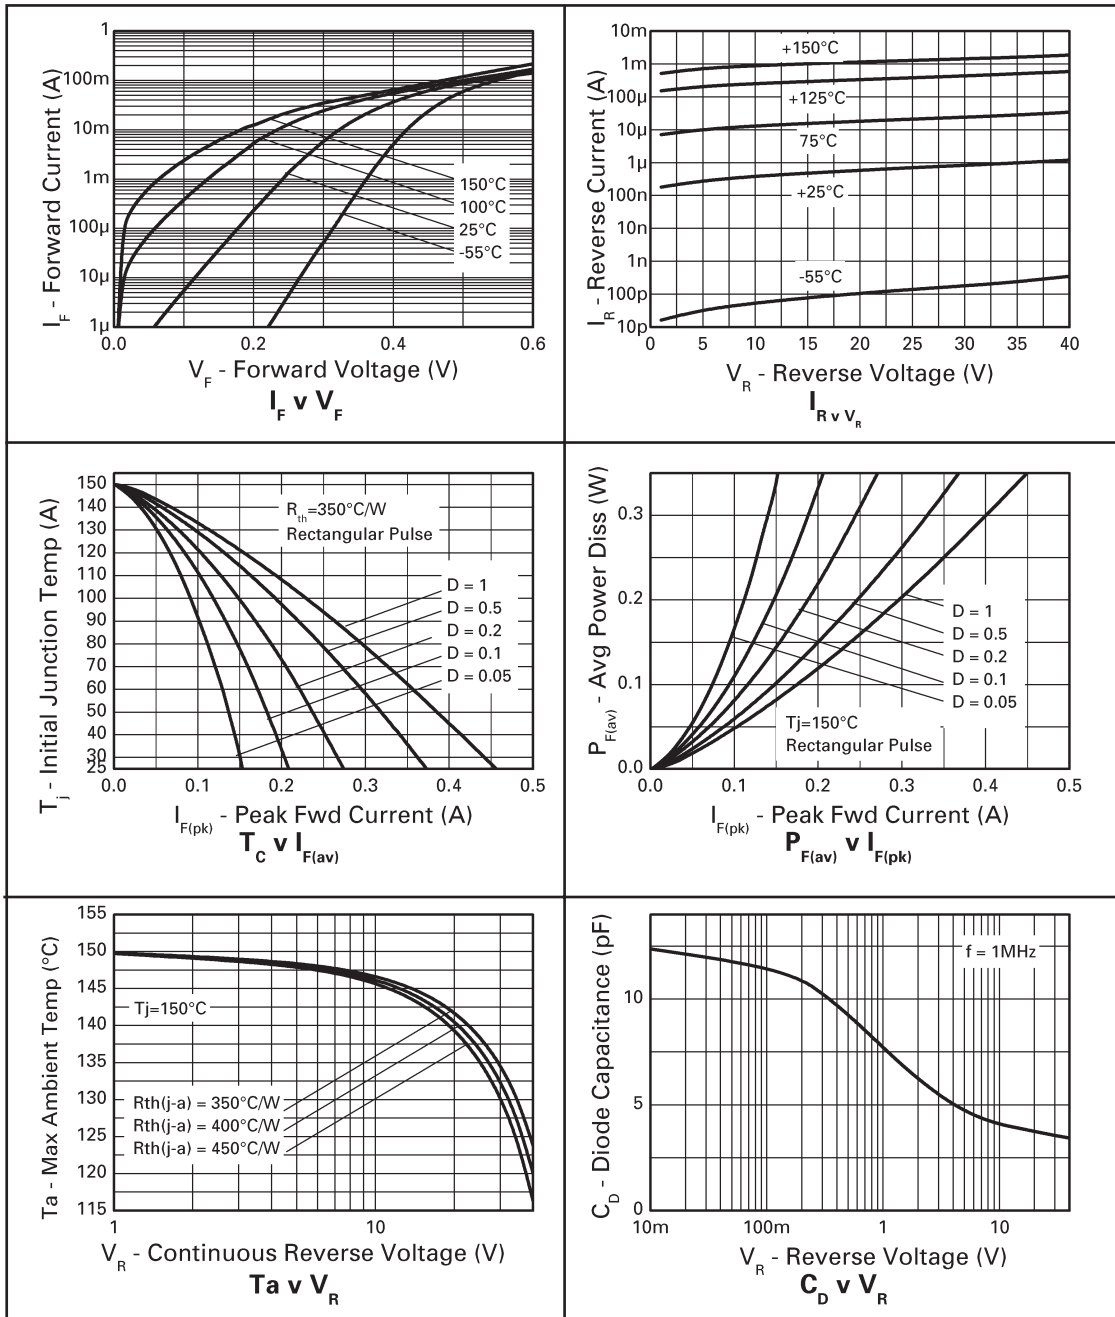 1
100m
10m
1m
100µ
10µ
1µ
0.0 0.2 0.4 0.6
I_F - Forward Current (A)
150°C
100°C
25°C
-55°C
V_F - Forward Voltage (V)
I_F v V_F
10m
1m
100µ
10µ
1µ
100n
10n
1n
100p
10p
0 5 10 15 20 25 30 35 40
I_R - Reverse Current (A)
+150°C
+125°C
75°C
+25°C
-55°C
V_R - Reverse Voltage (V)
I_R v V_R
150
140
130
120
110
100
90
80
70
60
50
40
30
25
0.0 0.1 0.2 0.3 0.4 0.5
T_j - Initial Junction Temp (A)
R_th=350°C/W
Rectangular Pulse
D = 1
D = 0.5
D = 0.2
D = 0.1
D = 0.05
I_F(pk) - Peak Fwd Current (A)
T_C v I_F(av)
0.3
0.2
0.1
0.0
0.0 0.1 0.2 0.3 0.4 0.5
P_F(av) - Avg Power Diss (W)
D = 1
D = 0.5
D = 0.2
D = 0.1
D = 0.05
Tj=150°C
Rectangular Pulse
I_F(pk) - Peak Fwd Current (A)
P_F(av) v I_F(pk)
155
150
145
140
135
130
125
120
115
1 10
Ta - Max Ambient Temp (°C)
Tj=150°C
Rth(j-a) = 350°C/W
Rth(j-a) = 400°C/W
Rth(j-a) = 450°C/W
V_R - Continuous Reverse Voltage (V)
Ta v V_R
10
5
0
10m 100m 1 10
C_D - Diode Capacitance (pF)
f = 1MHz
V_R - Reverse Voltage (V)
C_D v V_R